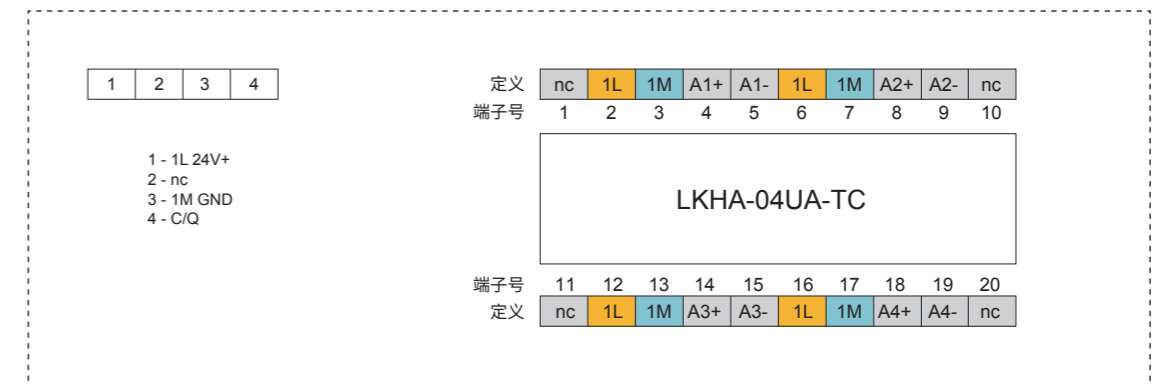 1 2 3 4
1 - 1L 24V+
2 - nc
3 - 1M GND
4 - C/Q
定义 nc 1L 1M A1+ A1- 1L 1M A2+ A2- nc
端子号 1 2 3 4 5 6 7 8 9 10
LKHA-04UA-TC
端子号 11 12 13 14 15 16 17 18 19 20
定义 nc 1L 1M A3+ A3- 1L 1M A4+ A4- nc